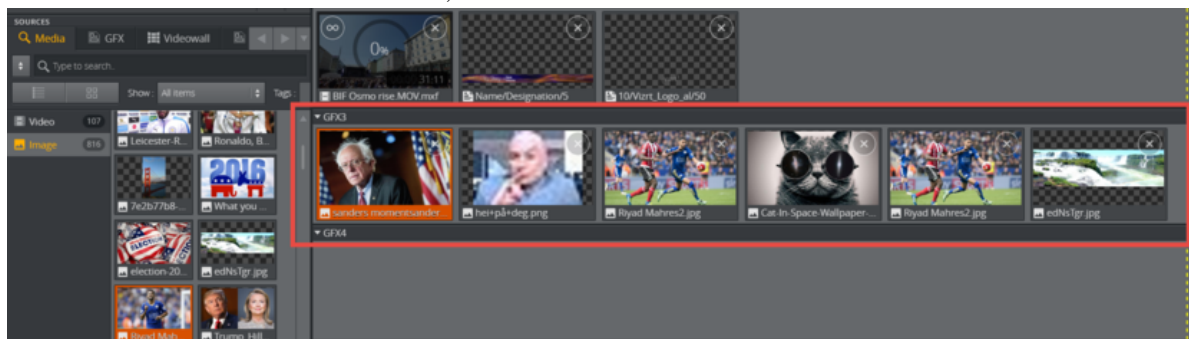 SOURCES
Media
GFX
Videowall
Type to search.
Show: All items
Tags:
Video 107
Image 816
Leicester-R...
Ronaldo, B...
7e2b77b8-...
2016
What you ...
ELECTION
election-20...
edNsTgr.jpg
Riyad Mah...
Trump_Hill...
0%
31:11
BIF Osmo rise.MOV.mxf
Name/Designation/5
10/Vizrt_Logo_al/50
GFX3
sanders momentsander...
hei+på+deg.png
Riyad Mahres2.jpg
Cat-In-Space-Wallpaper-...
Riyad Mahres2.jpg
edNsTgr.jpg
GFX4